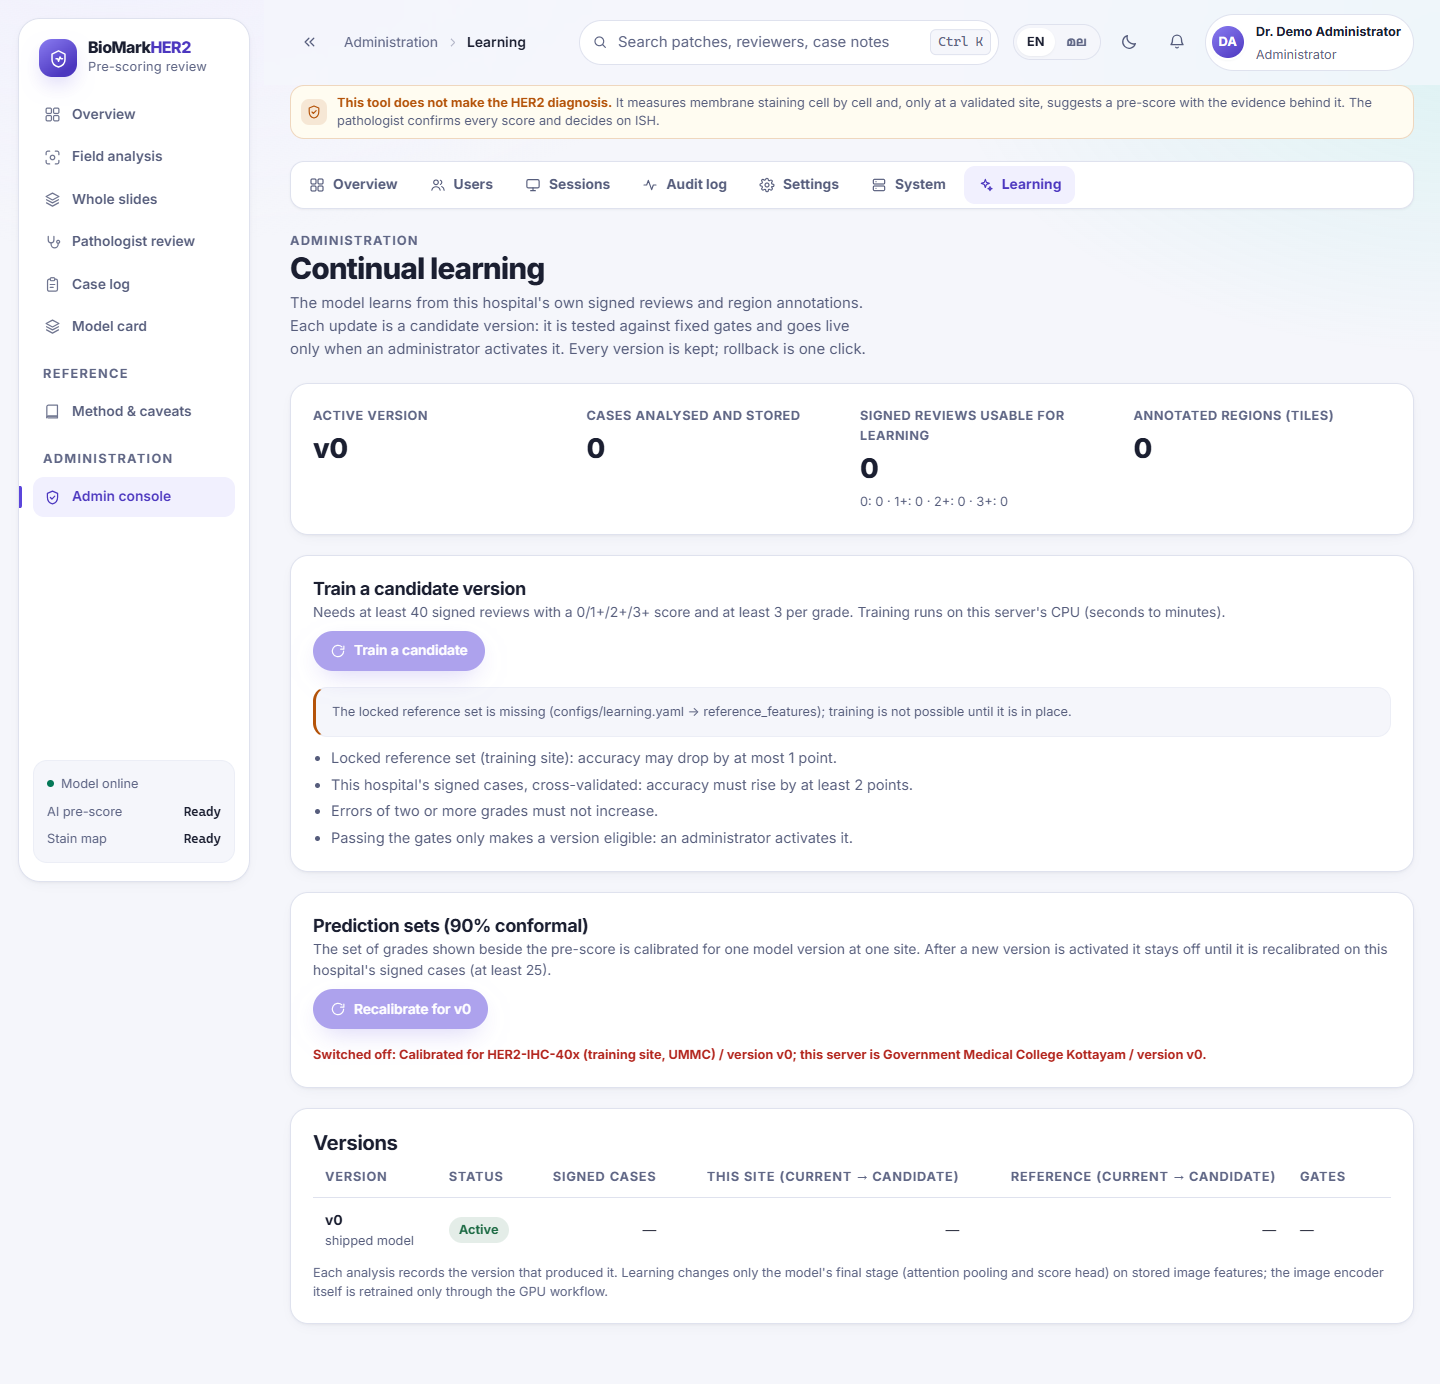 BioMarkHER2
Pre-scoring review
Overview
Field analysis
Whole slides
Pathologist review
Case log
Model card
REFERENCE
Method & caveats
ADMINISTRATION
Admin console
Model online
AI pre-score Ready
Stain map Ready
Administration > Learning
Search patches, reviewers, case notes Ctrl K
EN മല
DA
Dr. Demo Administrator
Administrator
This tool does not make the HER2 diagnosis. It measures membrane staining cell by cell and, only at a validated site, suggests a pre-score with the evidence behind it. The
pathologist confirms every score and decides on ISH.
Overview Users Sessions Audit log Settings System Learning
ADMINISTRATION
Continual learning
The model learns from this hospital's own signed reviews and region annotations.
Each update is a candidate version: it is tested against fixed gates and goes live
only when an administrator activates it. Every version is kept; rollback is one click.
ACTIVE VERSION
v0
CASES ANALYSED AND STORED
0
SIGNED REVIEWS USABLE FOR
LEARNING
0
0: 0 · 1+: 0 · 2+: 0 · 3+: 0
ANNOTATED REGIONS (TILES)
0
Train a candidate version
Needs at least 40 signed reviews with a 0/1+/2+/3+ score and at least 3 per grade. Training runs on this server's CPU (seconds to minutes).
Train a candidate
The locked reference set is missing (configs/learning.yaml → reference_features); training is not possible until it is in place.
• Locked reference set (training site): accuracy may drop by at most 1 point.
• This hospital's signed cases, cross-validated: accuracy must rise by at least 2 points.
• Errors of two or more grades must not increase.
• Passing the gates only makes a version eligible: an administrator activates it.
Prediction sets (90% conformal)
The set of grades shown beside the pre-score is calibrated for one model version at one site. After a new version is activated it stays off until it is recalibrated on this
hospital's signed cases (at least 25).
Recalibrate for v0
Switched off: Calibrated for HER2-IHC-40x (training site, UMMC) / version v0; this server is Government Medical College Kottayam / version v0.
Versions
VERSION STATUS SIGNED CASES THIS SITE (CURRENT → CANDIDATE) REFERENCE (CURRENT → CANDIDATE) GATES
v0 Active — — — —
shipped model
Each analysis records the version that produced it. Learning changes only the model's final stage (attention pooling and score head) on stored image features; the image encoder
itself is retrained only through the GPU workflow.